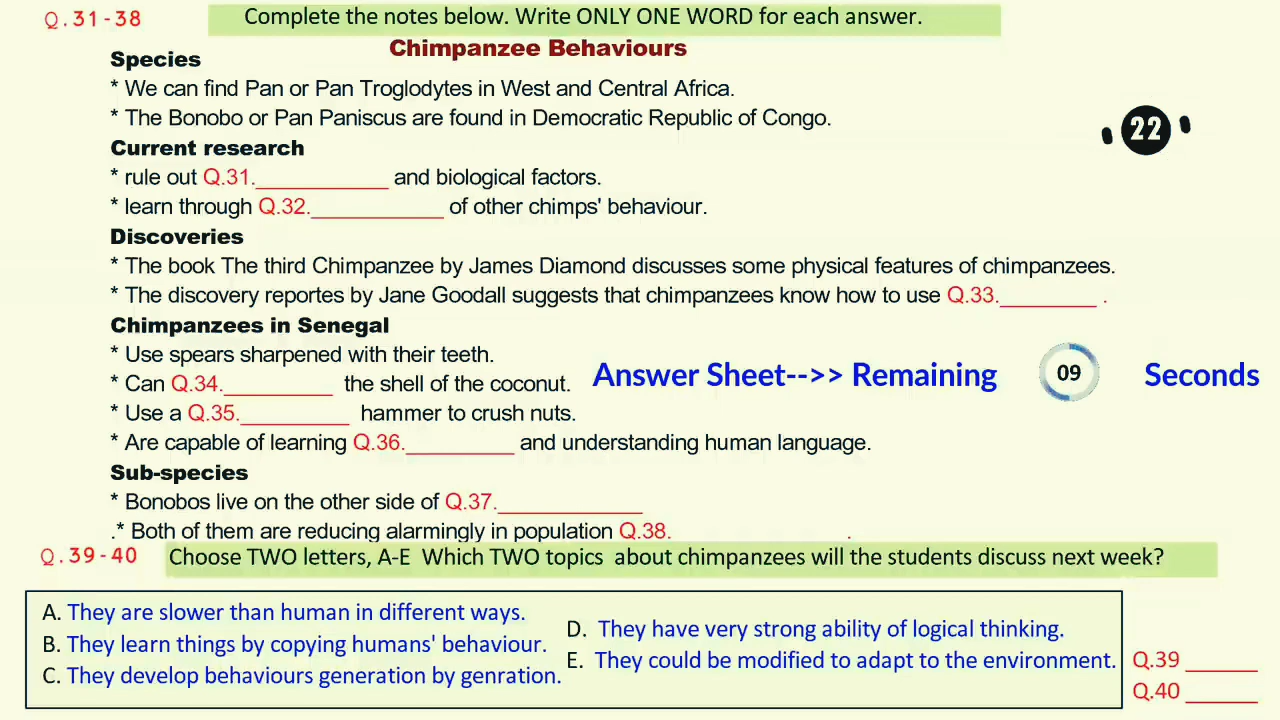 Q.31-38 Complete the notes below. Write ONLY ONE WORD for each answer.
Chimpanzee Behaviours
Species
* We can find Pan or Pan Troglodytes in West and Central Africa.
* The Bonobo or Pan Paniscus are found in Democratic Republic of Congo.
22
Current research
* rule out Q.31.___________ and biological factors.
* learn through Q.32.___________ of other chimps' behaviour.
Discoveries
* The book The third Chimpanzee by James Diamond discusses some physical features of chimpanzees.
* The discovery reportes by Jane Goodall suggests that chimpanzees know how to use Q.33.________ .
Chimpanzees in Senegal
* Use spears sharpened with their teeth.
* Can Q.34._________ the shell of the coconut.
Answer Sheet-->> Remaining 09 Seconds
* Use a Q.35._________ hammer to crush nuts.
* Are capable of learning Q.36._________ and understanding human language.
Sub-species
* Bonobos live on the other side of Q.37.____________
.* Both of them are reducing alarmingly in population Q.38. .
Q.39-40 Choose TWO letters, A-E Which TWO topics about chimpanzees will the students discuss next week?
A. They are slower than human in different ways.
B. They learn things by copying humans' behaviour.
C. They develop behaviours generation by genration.
D. They have very strong ability of logical thinking.
E. They could be modified to adapt to the environment.
Q.39 ______
Q.40 ______